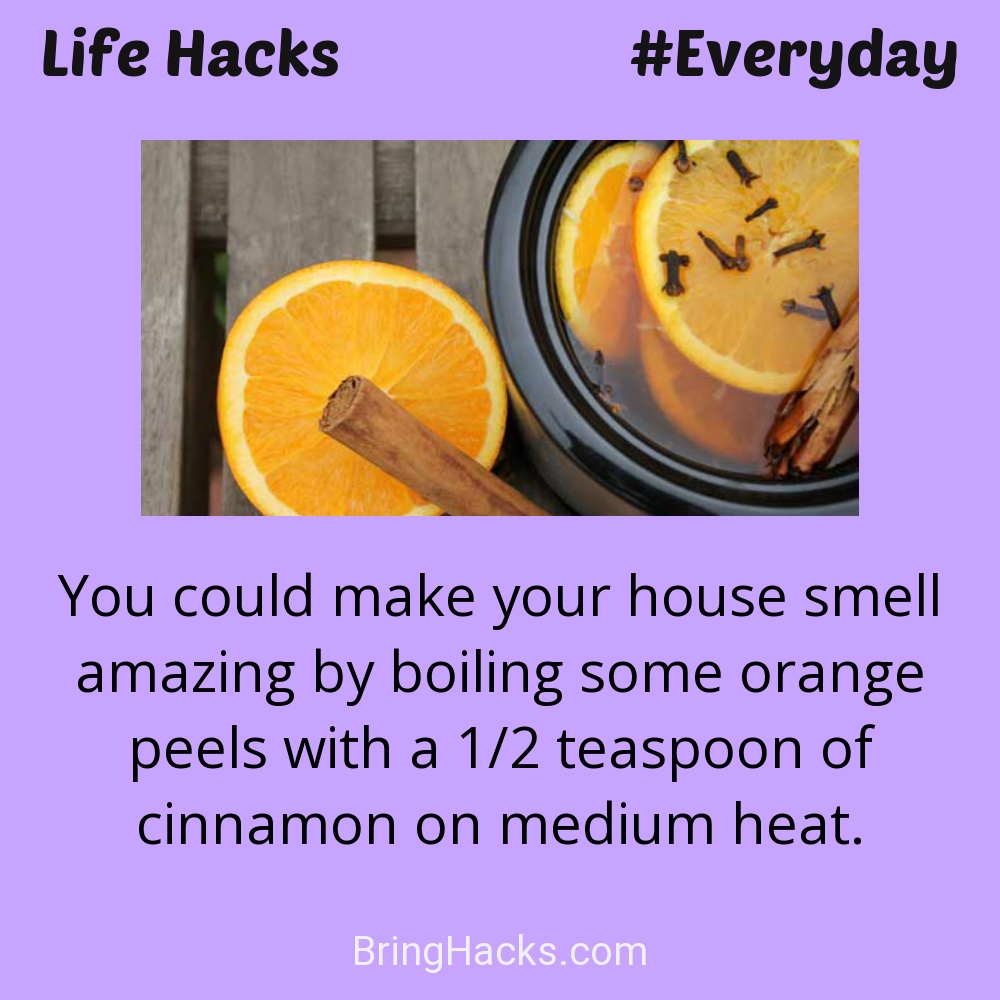 Life Hacks #Everyday
You could make your house smell
amazing by boiling some orange
peels with a 1/2 teaspoon of
cinnamon on medium heat.
BringHacks.com